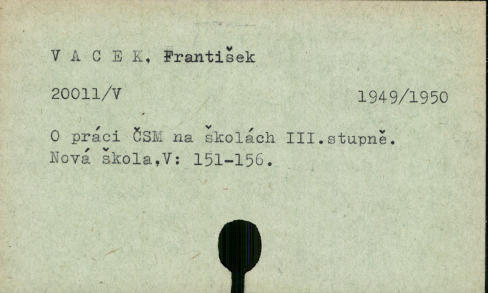 V A C E K, František
20011/V 1949/1950
O práci ČSM na školách III.stupně.
Nová škola,V: 151-156.